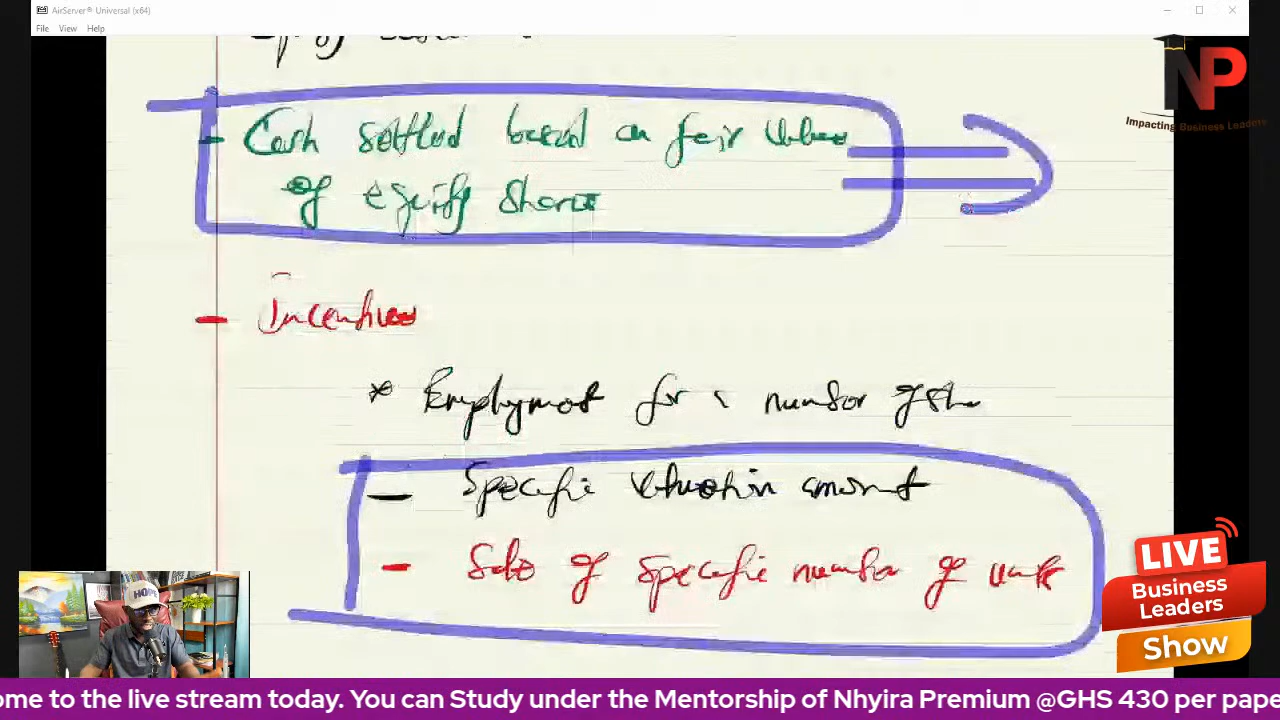 AirServer® Universal (x64)
File View Help
NP
Impacting Business Leaders
- Cash settled based on fair Value
of equity shares
- Incentives
* Employment for a number of
- Specific Valuation amount
- Sale of specific number of units
HOPE
LIVE
Business
Leaders
Show
ome to the live stream today. You can Study under the Mentorship of Nhyira Premium @GHS 430 per pape